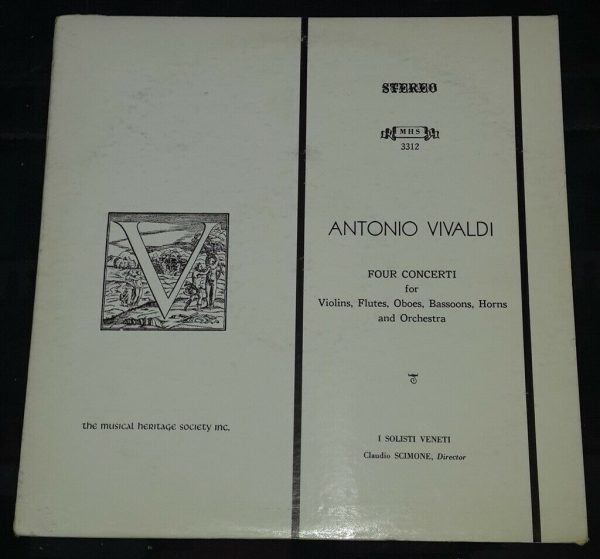 STEREO
MHS
3312
V
ANTONIO VIVALDI
FOUR CONCERTI
for
Violins, Flutes, Oboes, Bassoons, Horns
and Orchestra
the musical heritage society inc.
I SOLISTI VENETI
Claudio SCIMONE, Director